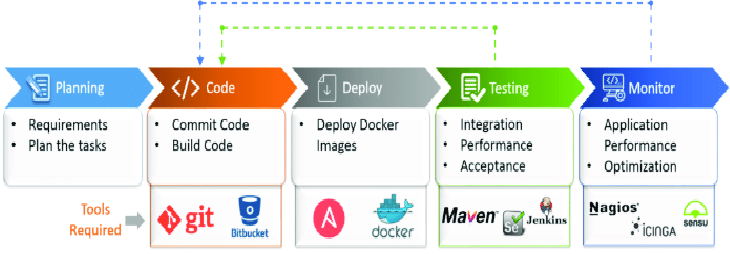 Planning
Requirements
Plan the tasks
</> Code
Commit Code
Build Code
Deploy
Deploy Docker
Images
Testing
Integration
Performance
Acceptance
Monitor
Application
Performance
Optimization
Tools
Required
git
Bitbucket
A
docker
Maven
Se
Jenkins
Nagios®
ICINGA
sensu